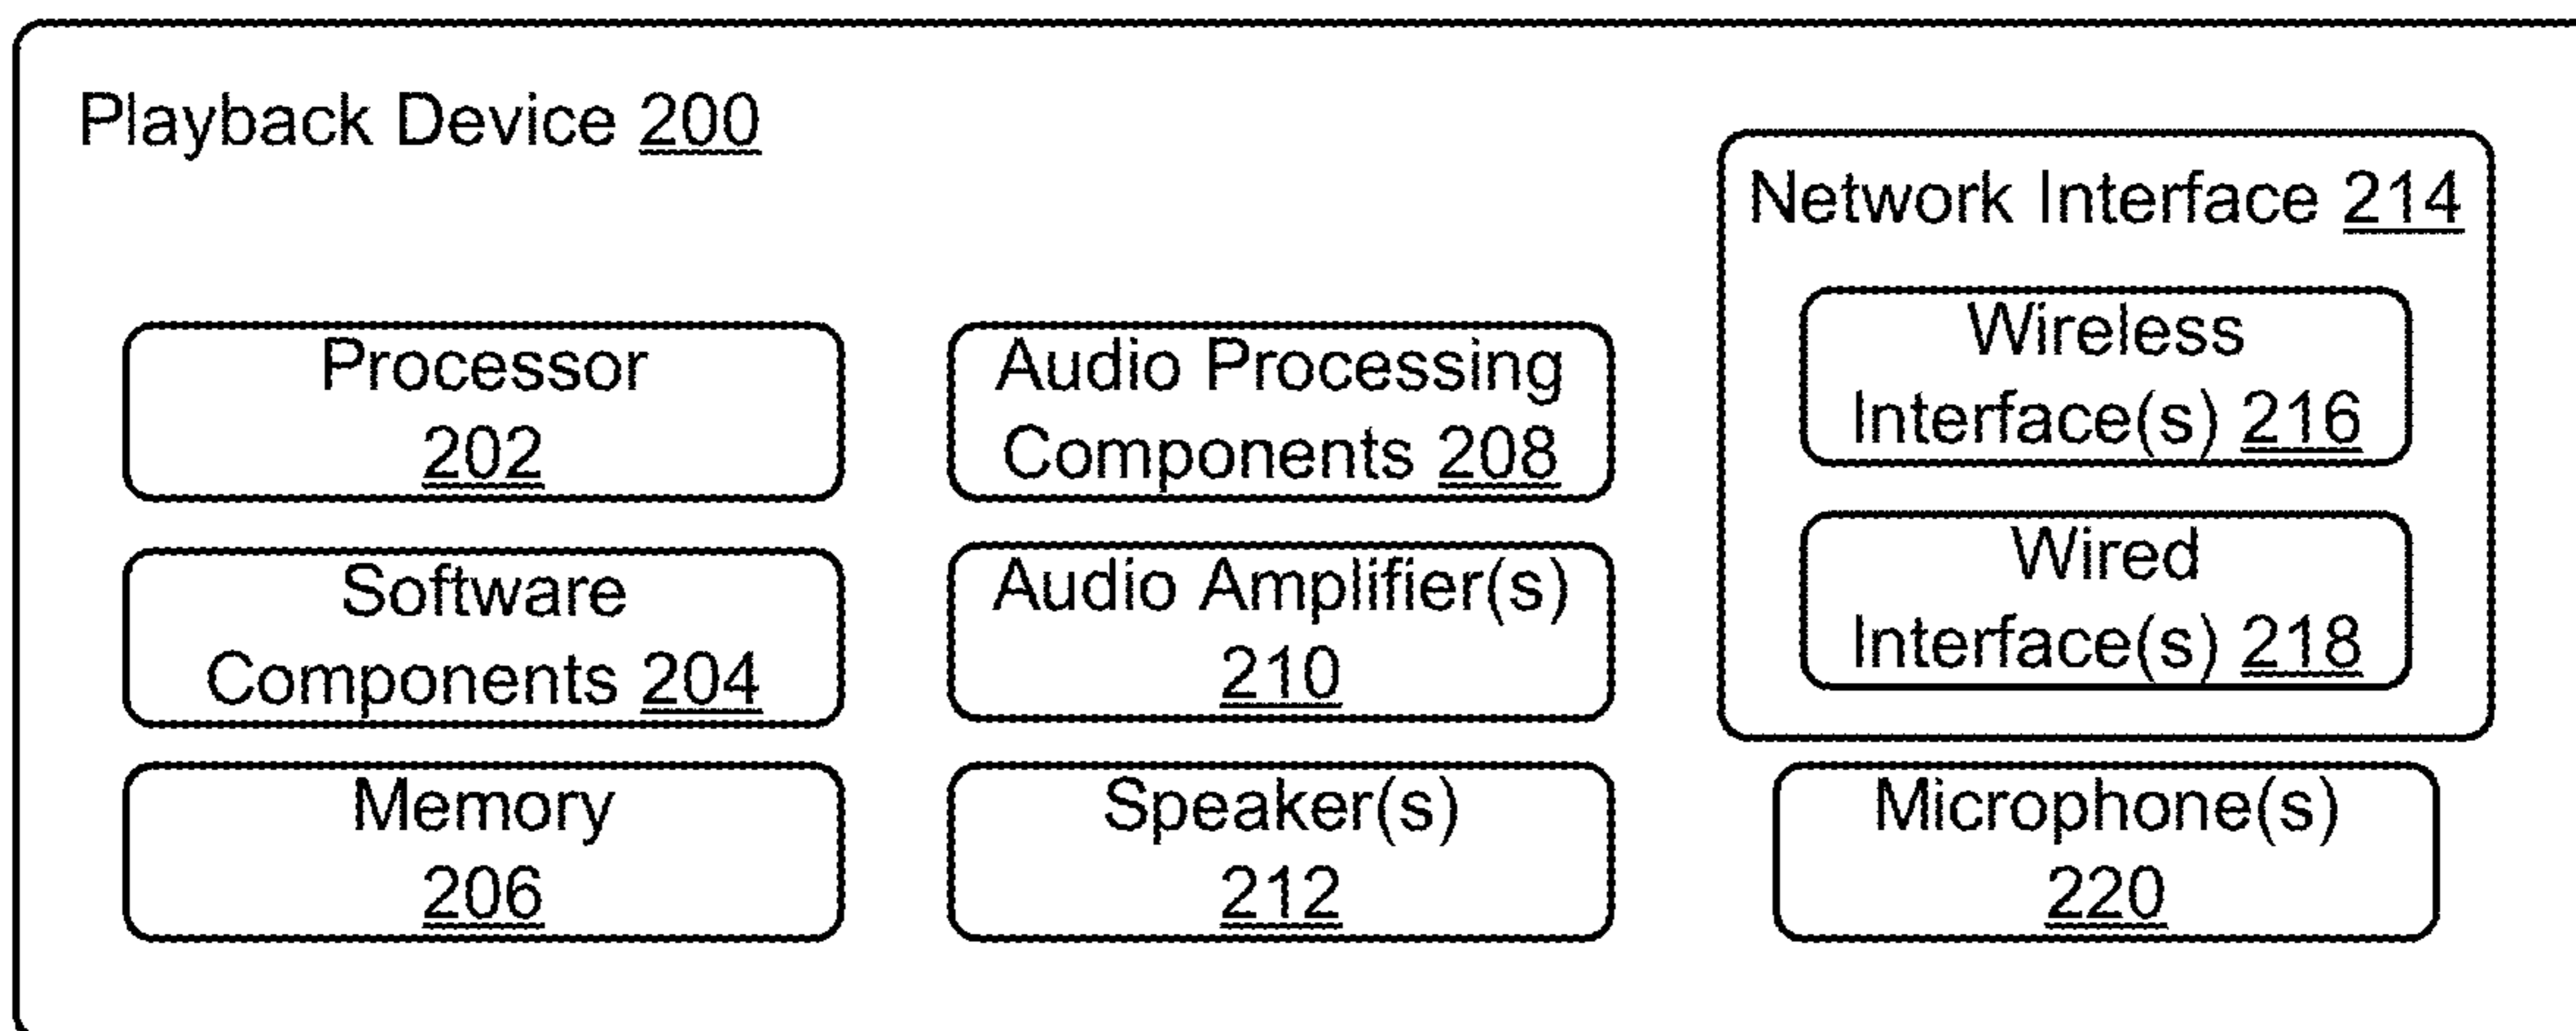 Playback Device 200
Processor
202
Software
Components 204
Memory
206
Audio Processing
Components 208
Audio Amplifier(s)
210
Speaker(s)
212
Network Interface 214
Wireless
Interface(s) 216
Wired
Interface(s) 218
Microphone(s)
220